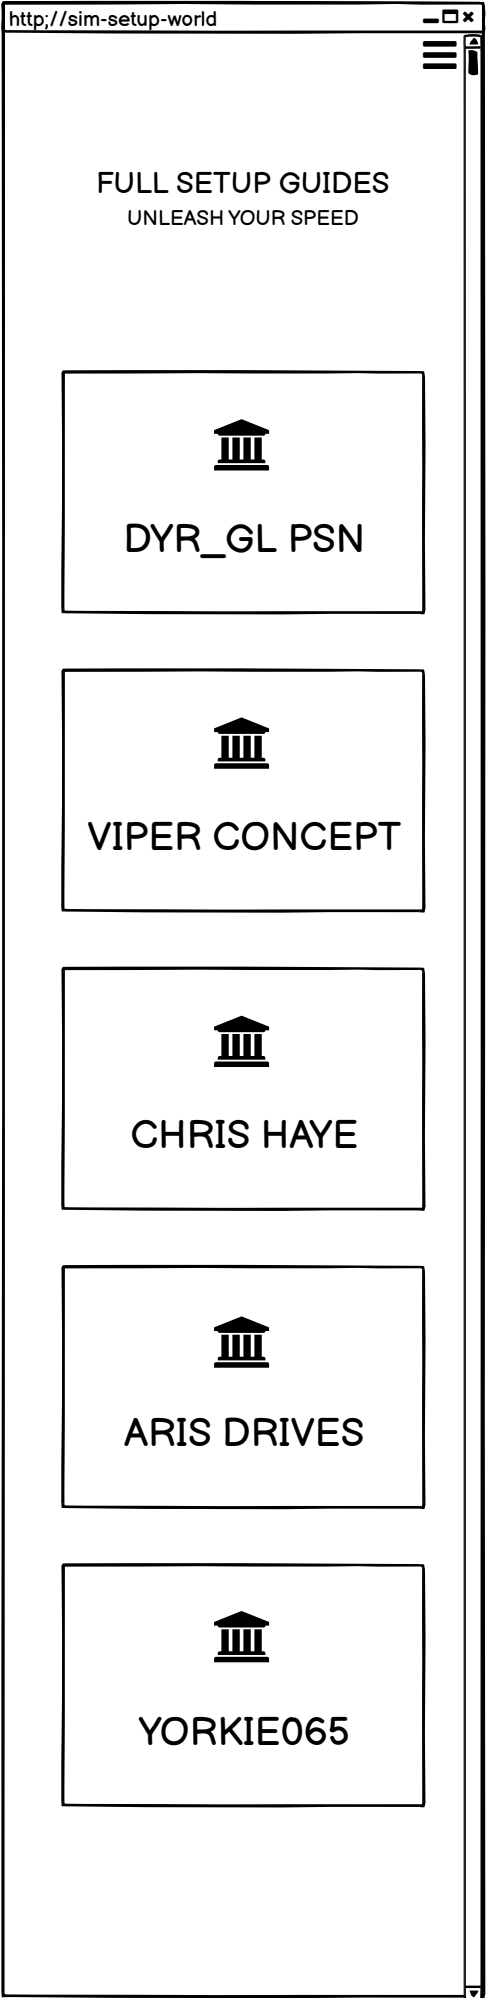 http;//sim-setup-world
FULL SETUP GUIDES
UNLEASH YOUR SPEED
DYR_GL PSN
VIPER CONCEPT
CHRIS HAYE
ARIS DRIVES
YORKIE065